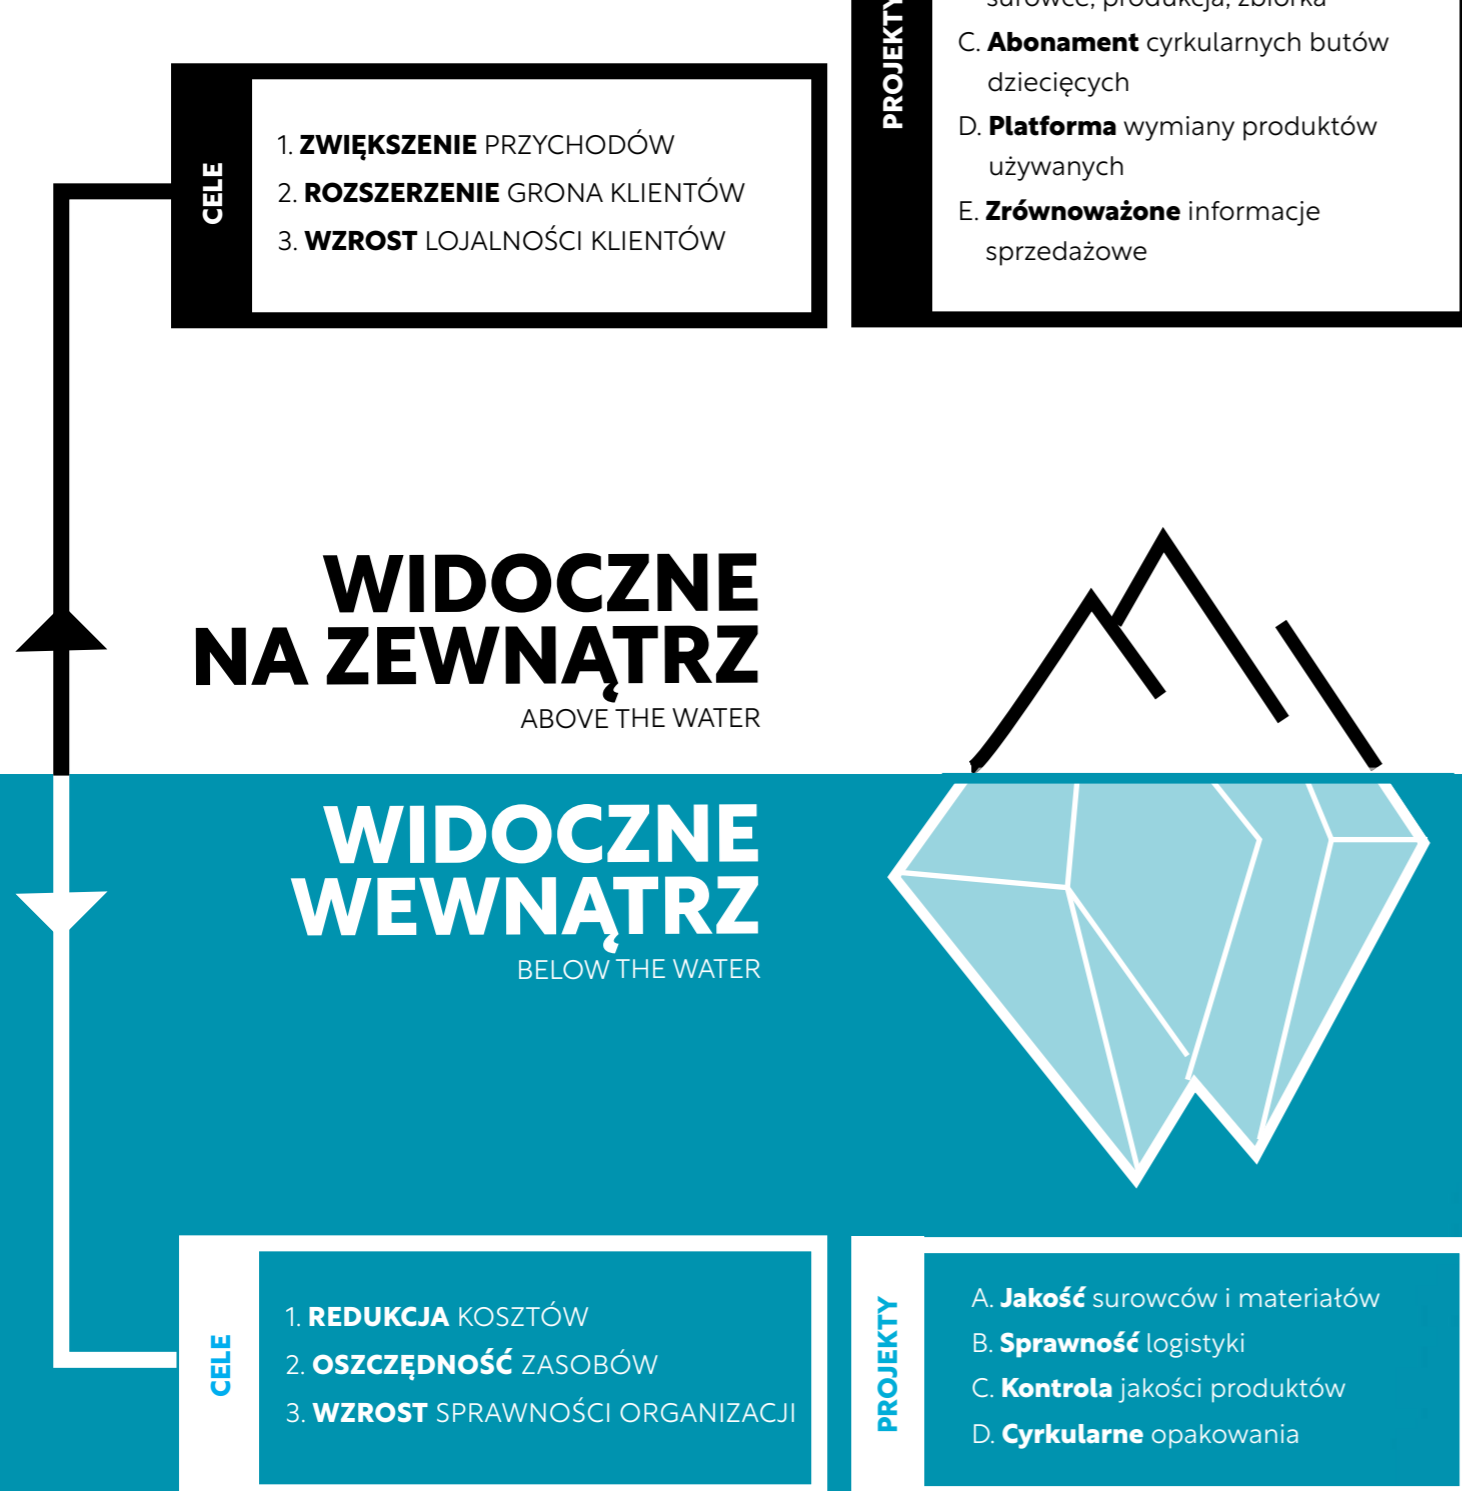 CELE
1. ZWIĘKSZENIE PRZYCHODÓW
2. ROZSZERZENIE GRONA KLIENTÓW
3. WZROST LOJALNOŚCI KLIENTÓW
PROJEKTY
surowce, produkcja, zbiórka
C. Abonament cyrkularnych butów
dziecięcych
D. Platforma wymiany produktów
używanych
E. Zrównoważone informacje
sprzedażowe
WIDOCZNE
NA ZEWNĄTRZ
ABOVE THE WATER
WIDOCZNE
WEWNĄTRZ
BELOW THE WATER
CELE
1. REDUKCJA KOSZTÓW
2. OSZCZĘDNOŚĆ ZASOBÓW
3. WZROST SPRAWNOŚCI ORGANIZACJI
PROJEKTY
A. Jakość surowców i materiałów
B. Sprawność logistyki
C. Kontrola jakości produktów
D. Cyrkularne opakowania